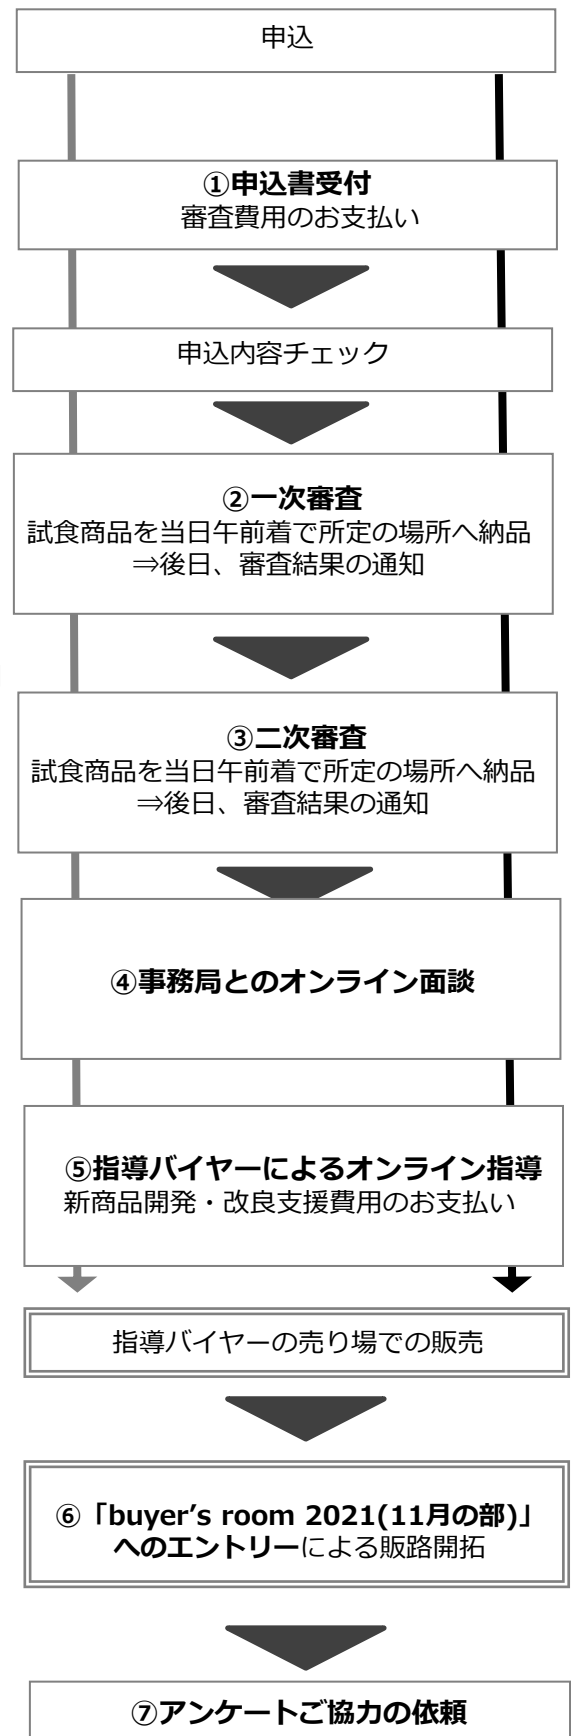 申込
①申込書受付
審査費用のお支払い
申込内容チェック
②一次審査
試食商品を当日午前着で所定の場所へ納品
⇒後日、審査結果の通知
③二次審査
試食商品を当日午前着で所定の場所へ納品
⇒後日、審査結果の通知
④事務局とのオンライン面談
⑤指導バイヤーによるオンライン指導
新商品開発・改良支援費用のお支払い
指導バイヤーの売り場での販売
⑥「buyer’s room 2021(11月の部)」
へのエントリーによる販路開拓
⑦アンケートご協力の依頼